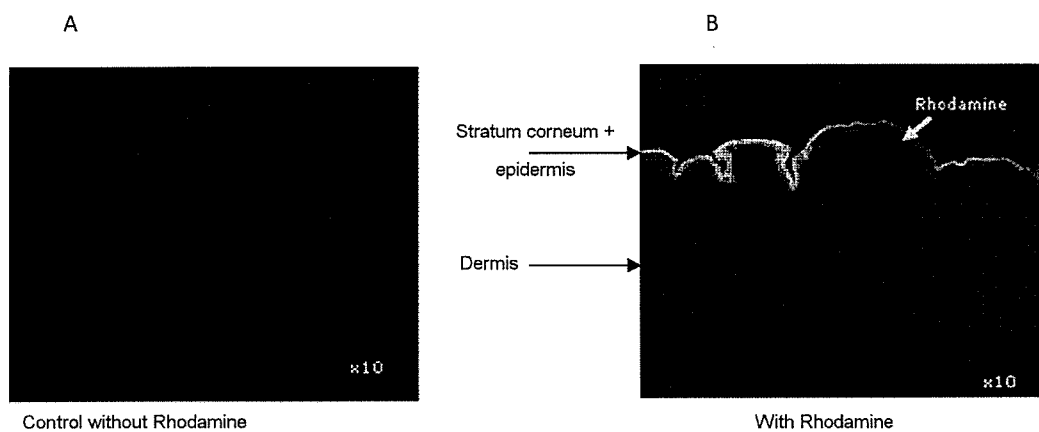 A
B
Rhodamine
Stratum corneum +
epidermis
Dermis
x10
x10
Control without Rhodamine
With Rhodamine